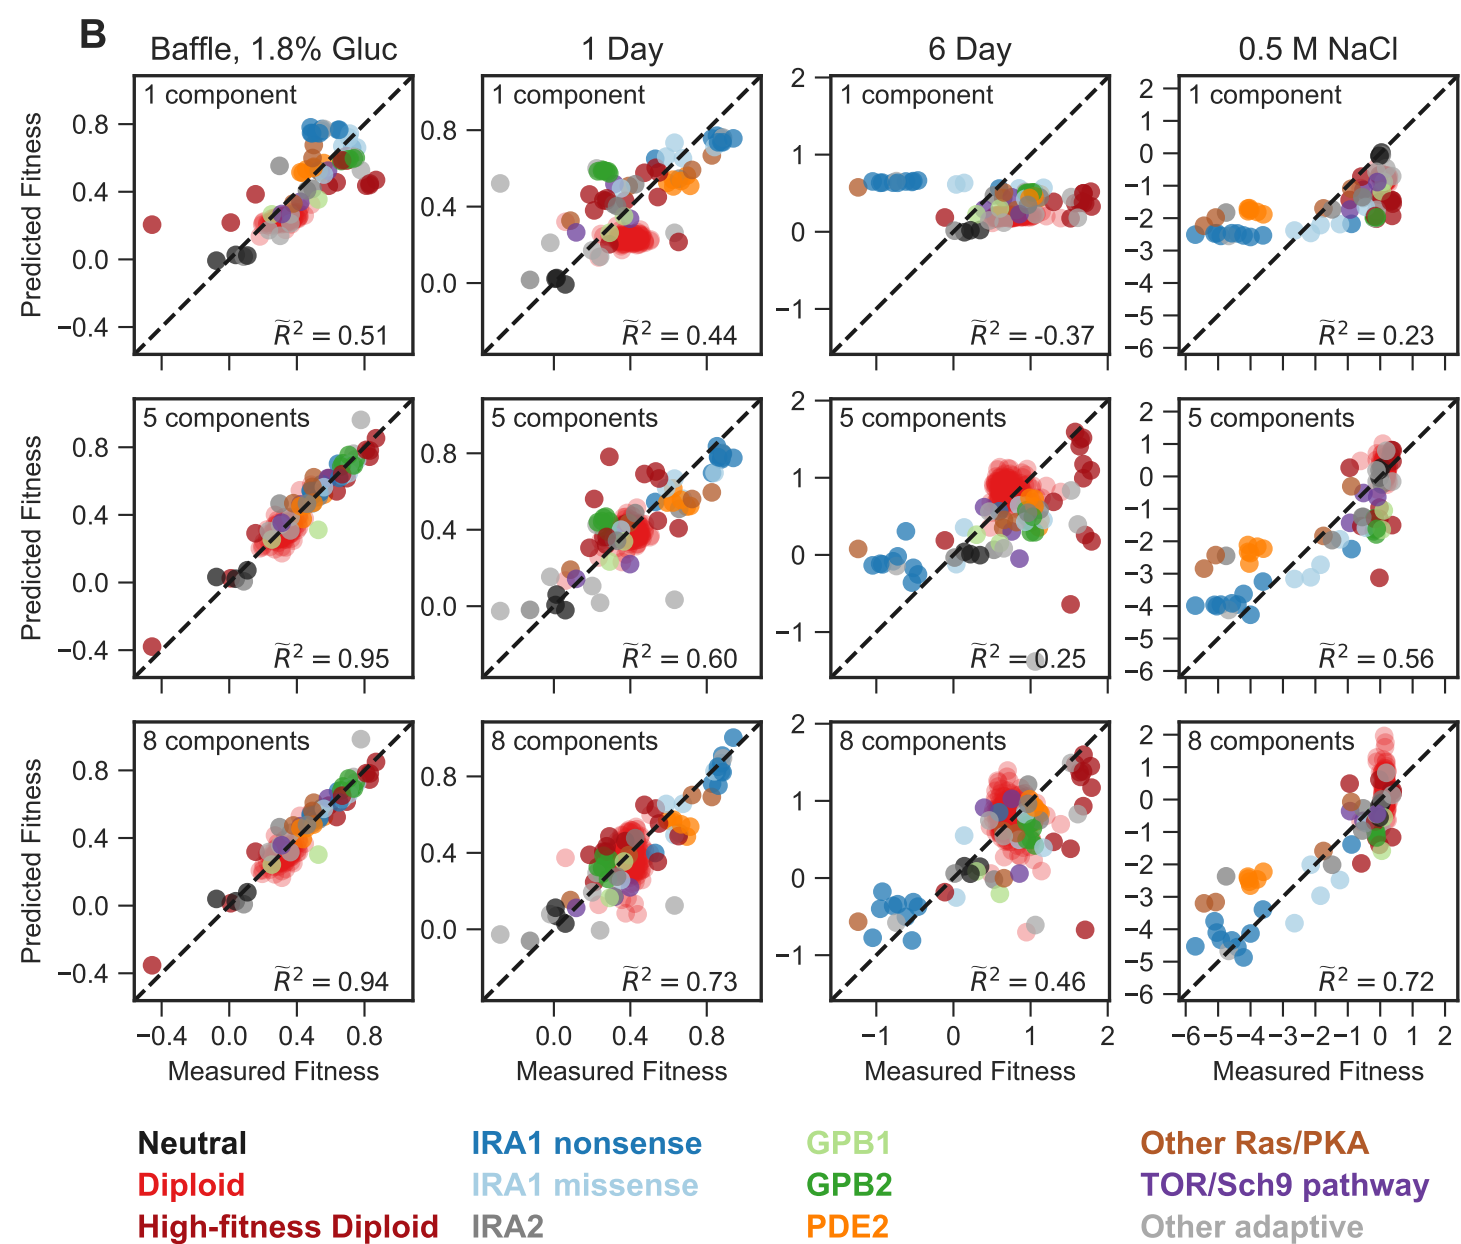 B
Baffle, 1.8% Gluc 1 Day 6 Day 0.5 M NaCl
Predicted Fitness
1 component
0.8
0.4
0.0
−0.4
R̃² = 0.51
1 component
0.8
0.4
0.0
R̃² = 0.44
1 component
2
1
0
−1
R̃² = -0.37
1 component
2
1
0
−1
−2
−3
−4
−5
−6
R̃² = 0.23
Predicted Fitness
5 components
0.8
0.4
0.0
−0.4
R̃² = 0.95
5 components
0.8
0.4
0.0
R̃² = 0.60
5 components
2
1
0
−1
R̃² = 0.25
5 components
2
1
0
−1
−2
−3
−4
−5
−6
R̃² = 0.56
Predicted Fitness
8 components
0.8
0.4
0.0
−0.4
R̃² = 0.94
8 components
0.8
0.4
0.0
R̃² = 0.73
8 components
2
1
0
−1
R̃² = 0.46
8 components
2
1
0
−1
−2
−3
−4
−5
−6
R̃² = 0.72
−0.4 0.0 0.4 0.8 0.0 0.4 0.8 −1 0 1 2 −6 −5 −4 −3 −2 −1 0 1 2
Measured Fitness Measured Fitness Measured Fitness Measured Fitness
Neutral IRA1 nonsense GPB1 Other Ras/PKA
Diploid IRA1 missense GPB2 TOR/Sch9 pathway
High-fitness Diploid IRA2 PDE2 Other adaptive